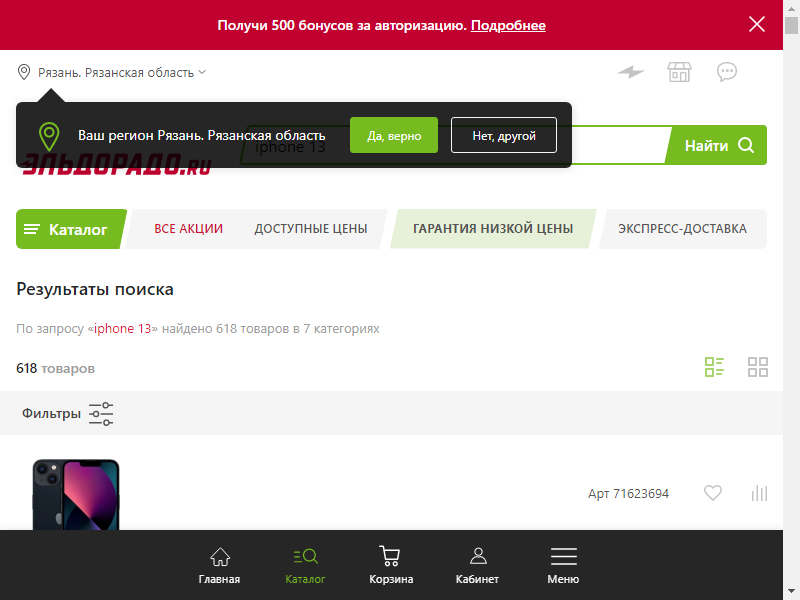 Получи 500 бонусов за авторизацию. Подробнее
Рязань. Рязанская область
Ваш регион Рязань. Рязанская область
Да, верно
Нет, другой
iphone 13
Найти
ЭЛЬДОРАДО.RU
Каталог
ВСЕ АКЦИИ
ДОСТУПНЫЕ ЦЕНЫ
ГАРАНТИЯ НИЗКОЙ ЦЕНЫ
ЭКСПРЕСС-ДОСТАВКА
Результаты поиска
По запросу «iphone 13» найдено 618 товаров в 7 категориях
618 товаров
Фильтры
Арт 71623694
Главная
Каталог
Корзина
Кабинет
Меню